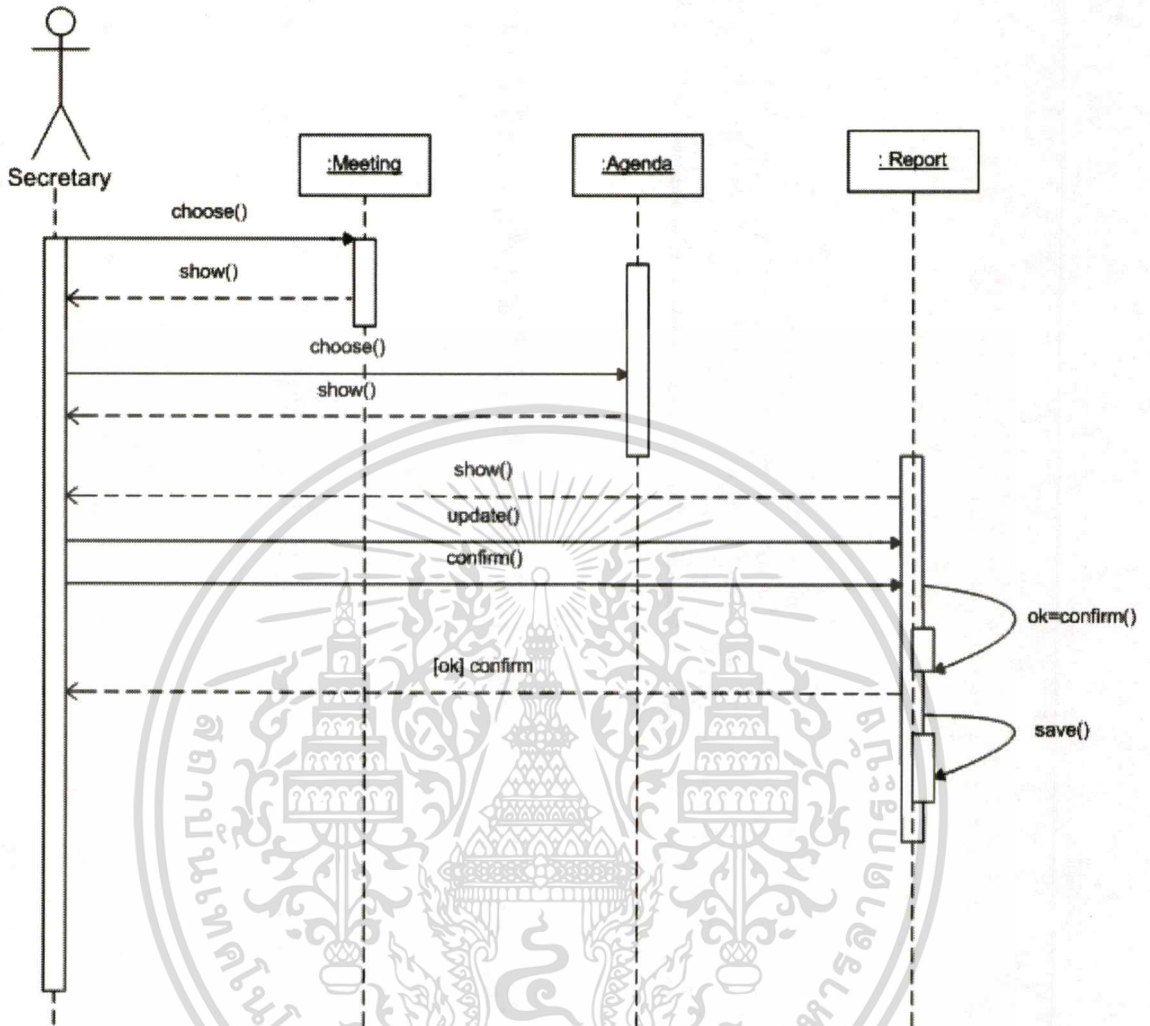 Secretary
:Meeting
:Agenda
: Report
choose()
show()
choose()
show()
show()
update()
confirm()
ok=confirm()
[ok] confirm
save()